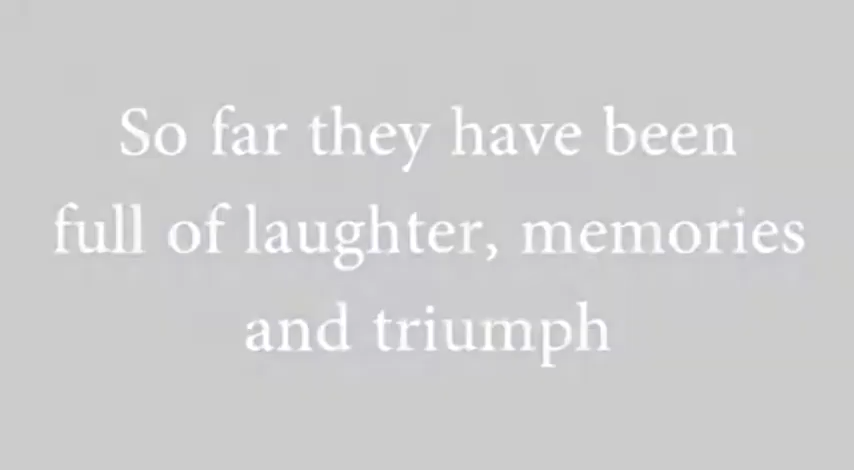 So far they have been
full of laughter, memories
and triumph